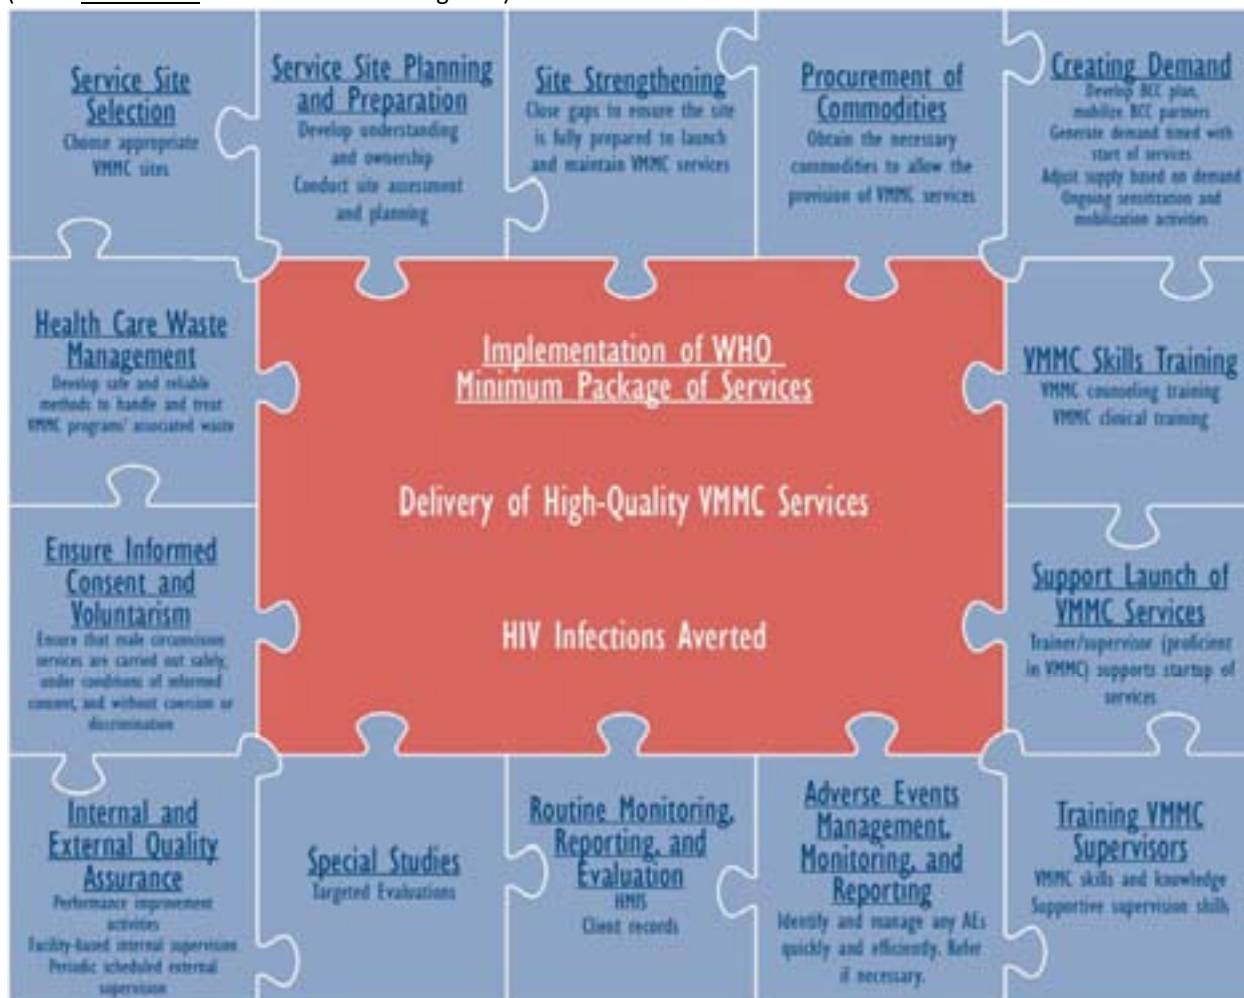 Service Site
Selection
Choose appropriate
VMMC sites
Service Site Planning
and Preparation
Develop understanding
and ownership
Conduct site assessment
and planning
Site Strengthening
Close gaps to ensure the site
is fully prepared to launch
and maintain VMMC services
Procurement of
Commodities
Obtain the necessary
commodities to allow the
provision of VMMC services
Creating Demand
Develop BCC plan,
mobilize BCC partners
Generate demand timed with
start of services
Adjust supply based on demand
Ongoing sensitization and
mobilization activities
Health Care Waste
Management
Develop safe and reliable
methods to handle and treat
VMMC programs' associated waste
Implementation of WHO
Minimum Package of Services
Delivery of High-Quality VMMC Services
HIV Infections Averted
VMMC Skills Training
VMMC counseling training
VMMC clinical training
Ensure Informed
Consent and
Voluntarism
Ensure that male circumcision
services are carried out safely,
under conditions of informed
consent, and without coersion or
discrimination
Support Launch of
VMMC Services
Trainer/supervisor (proficient
in VMMC) supports startup of
services
Internal and
External Quality
Assurance
Performance improvement
activities
Facility-based internal supervision
Periodic scheduled external
supervision
Special Studies
Targeted Evaluations
Routine Monitoring,
Reporting, and
Evaluation
HMIS
Client records
Adverse Events
Management,
Monitoring, and
Reporting
Identify and manage any AEs
quickly and efficiently. Refer
if necessary.
Training VMMC
Supervisors
VMMC skills and knowledge
Supportive supervision skills